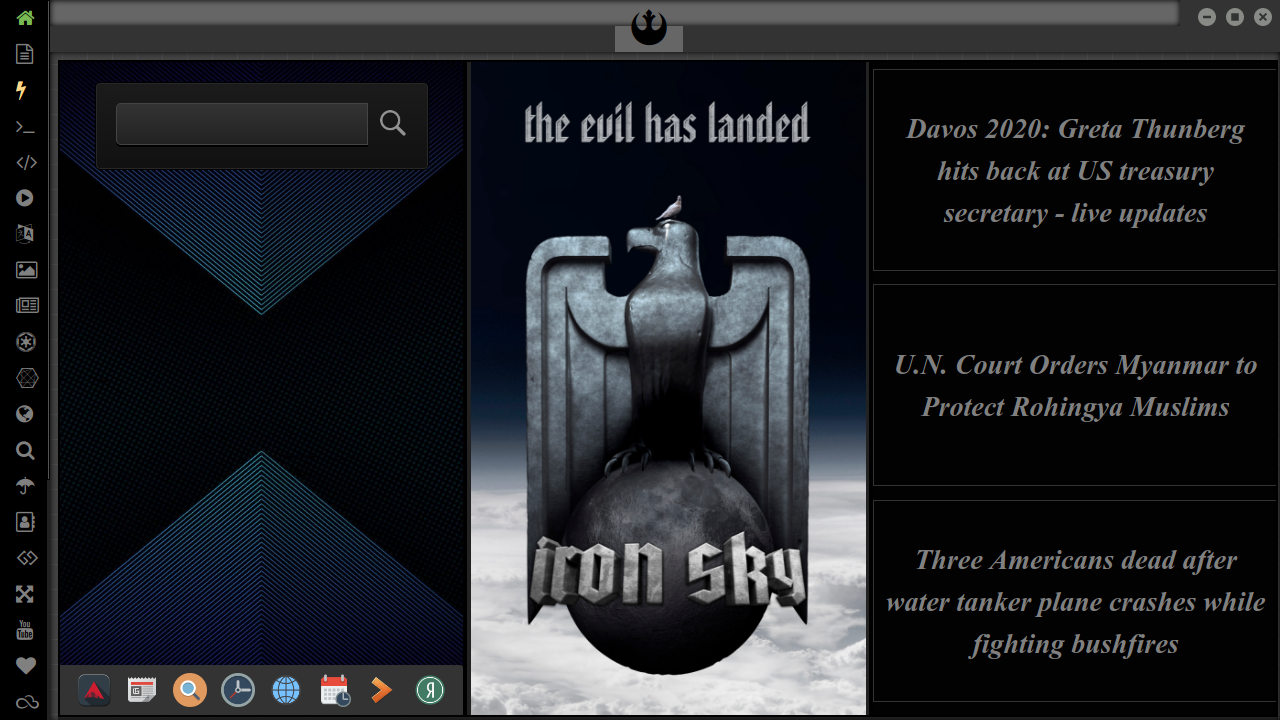 the evil has landed
iron sky
Davos 2020: Greta Thunberg
hits back at US treasury
secretary - live updates
U.N. Court Orders Myanmar to
Protect Rohingya Muslims
Three Americans dead after
water tanker plane crashes while
fighting bushfires
You
Tube
Я